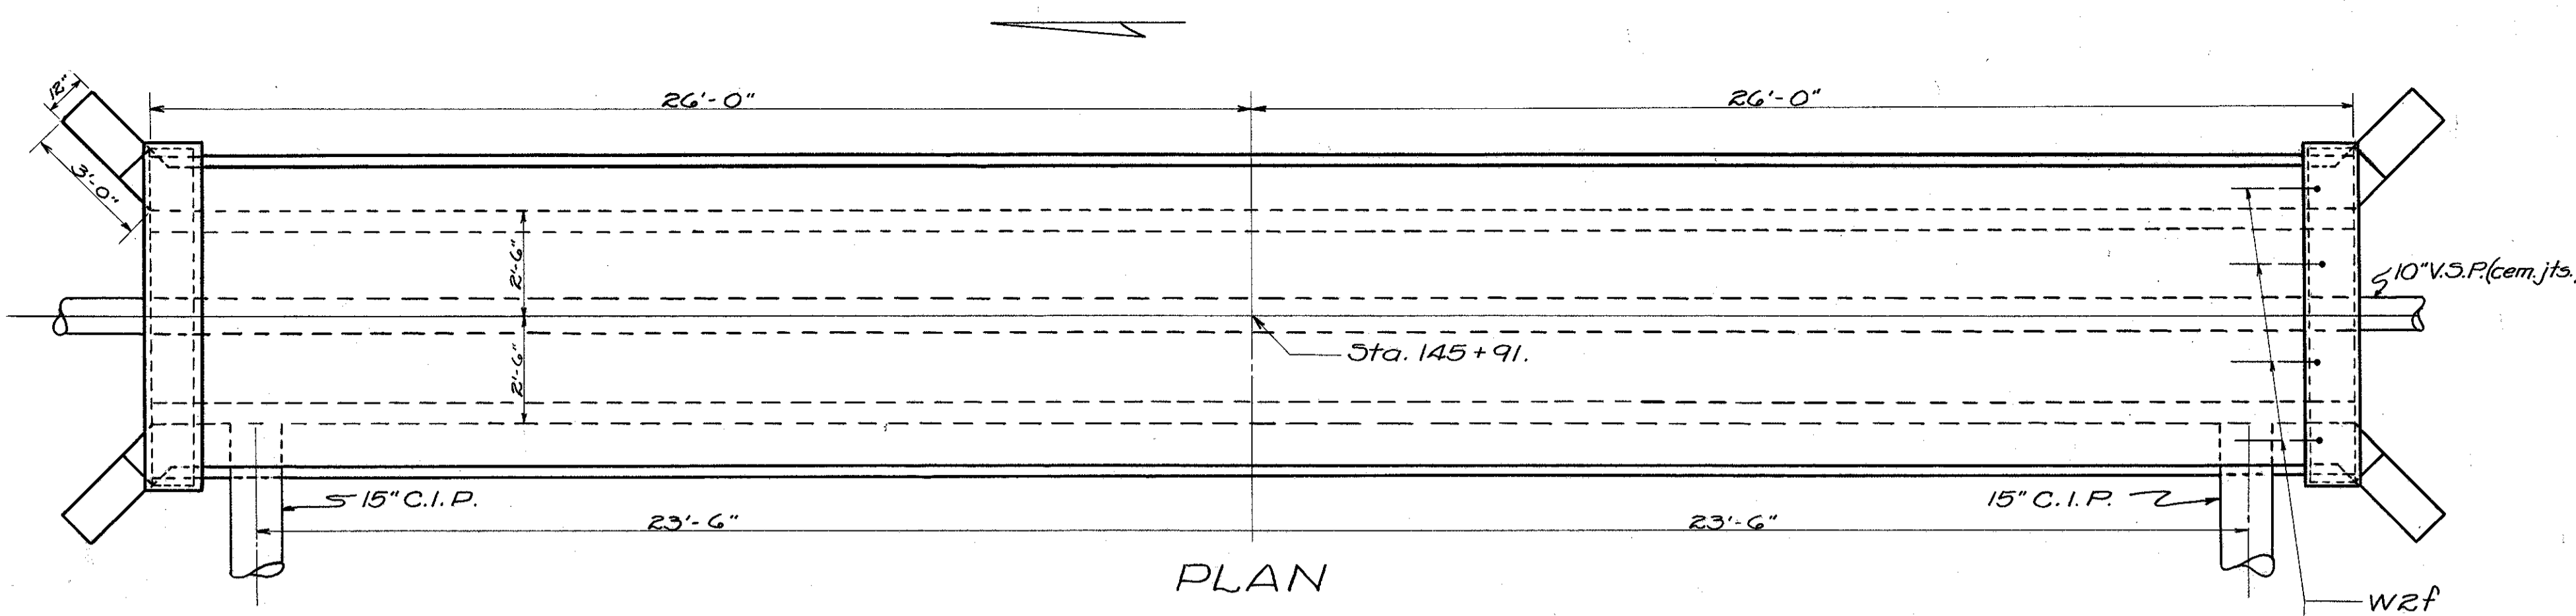 12"
26'-0"
26'-0"
3'-0"
2'-6"
10" V.S.P. (cem. jts.
2'-6"
Sta. 145+91.
15" C.I.P.
15" C.I.P.
23'-6"
23'-6"
PLAN
W2f